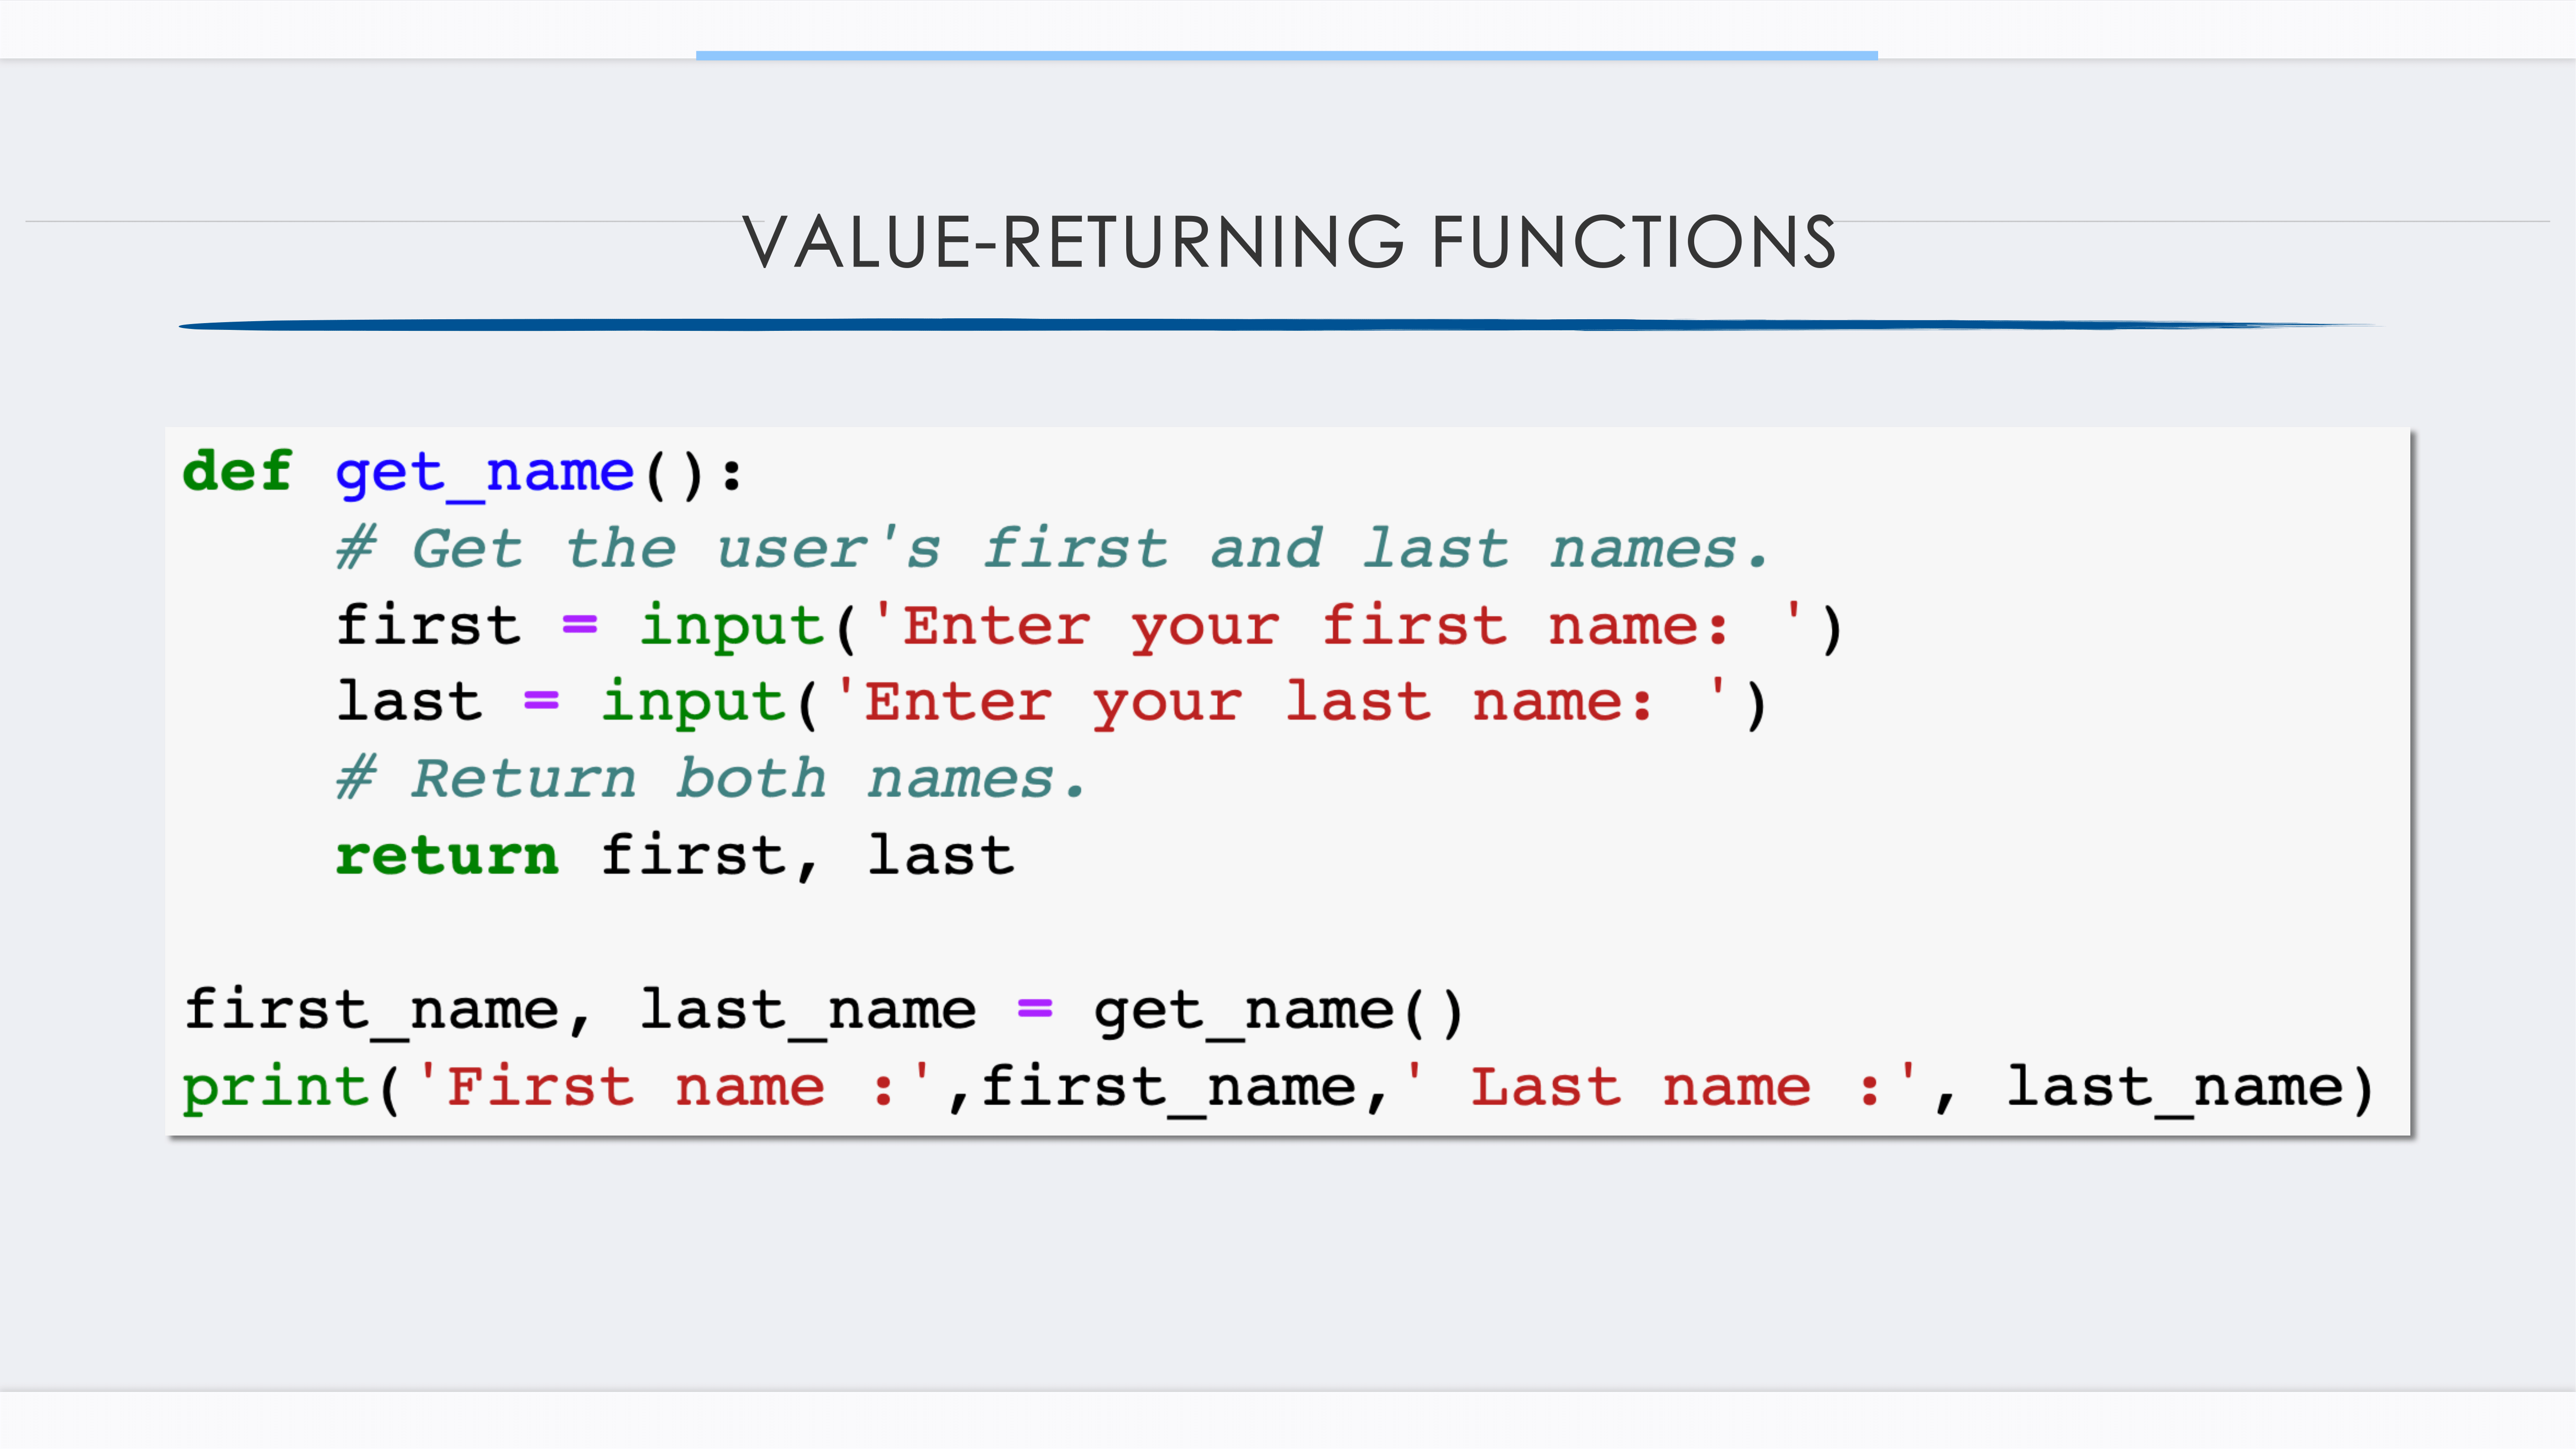 VALUE-RETURNING FUNCTIONS
def get_name():
    # Get the user's first and last names.
    first = input('Enter your first name: ')
    last = input('Enter your last name: ')
    # Return both names.
    return first, last
first_name, last_name = get_name()
print('First name :',first_name,' Last name :', last_name)